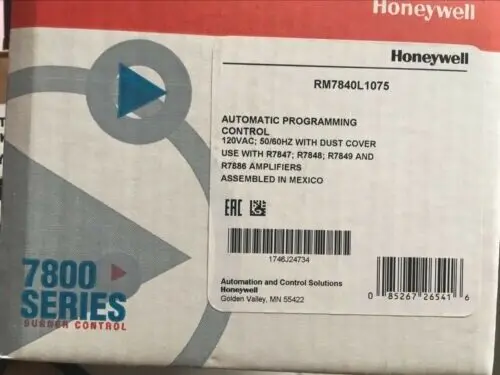 Honeywell
Honeywell
RM7840L1075
AUTOMATIC PROGRAMMING
CONTROL
120VAC; 50/60HZ WITH DUST COVER
USE WITH R7847; R7848; R7849 AND
R7886 AMPLIFIERS
ASSEMBLED IN MEXICO
EAC
1746J24734
Automation and Control Solutions
Honeywell
Golden Valley, MN 55422
0 85267 26541 6
7800
SERIES
BURNER CONTROL